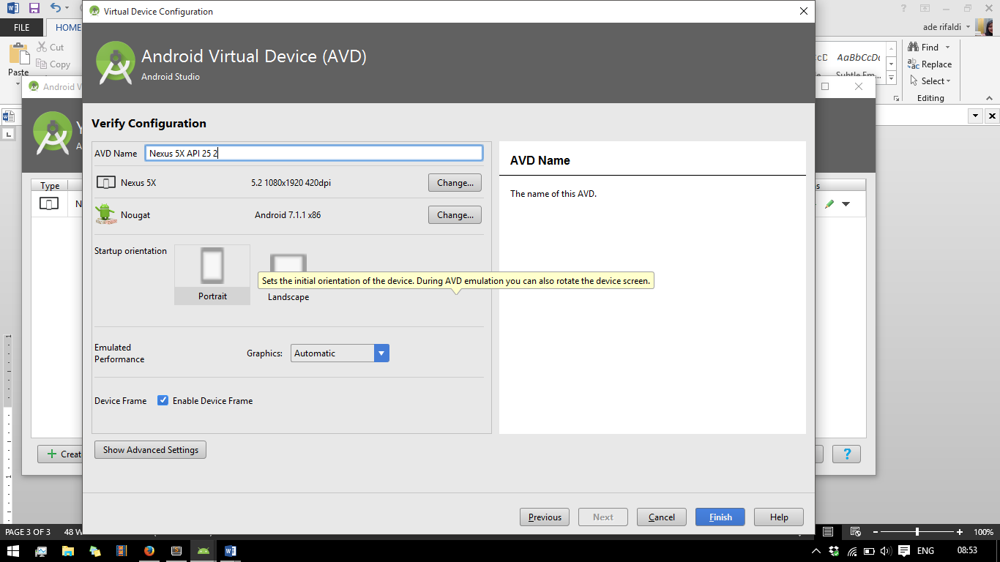 Virtual Device Configuration
FILE
HOME
ade rifaldi
Android Virtual Device (AVD)
Android Studio
Cut
Copy
Paste
AaBbCcDc
Subtle Em...
Find
Replace
Select
Editing
Android V
Verify Configuration
AVD Name
Nexus 5X API 25 2
Nexus 5X
5.2 1080x1920 420dpi
Change...
Nougat
Android 7.1.1 x86
Change...
Startup orientation
Portrait
Landscape
Sets the initial orientation of the device. During AVD emulation you can also rotate the device screen.
Emulated
Performance
Graphics:
Automatic
Device Frame
Enable Device Frame
Show Advanced Settings
AVD Name
The name of this AVD.
Type
N
Create
?
Previous
Next
Cancel
Finish
Help
PAGE 3 OF 3
48 W
100%
ENG
08:53